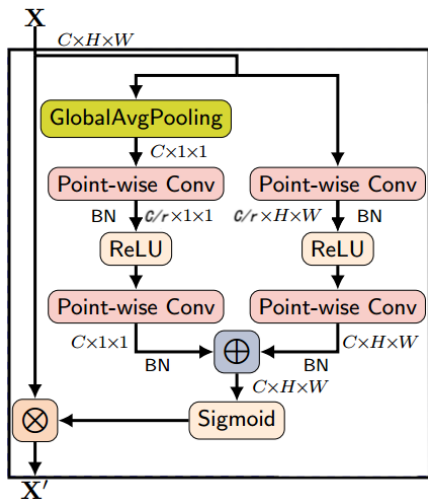 X
C×H×W
GlobalAvgPooling
C×1×1
Point-wise Conv
Point-wise Conv
BN
C/r×1×1
C/r×H×W
BN
ReLU
ReLU
Point-wise Conv
Point-wise Conv
C×1×1
BN
⊕
BN
C×H×W
C×H×W
Sigmoid
⊗
X′